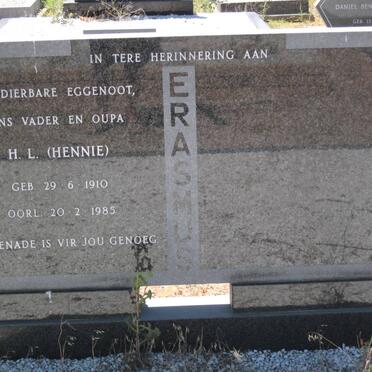 IN TERE HERINNERING AAN
DIERBARE EGGENOOT,
NS VADER EN OUPA
H. L. (HENNIE)
GEB 29-6-1910
OORL. 20-2-1985
ENADE IS VIR JOU GENOEG
ERASMUS
DANIEL